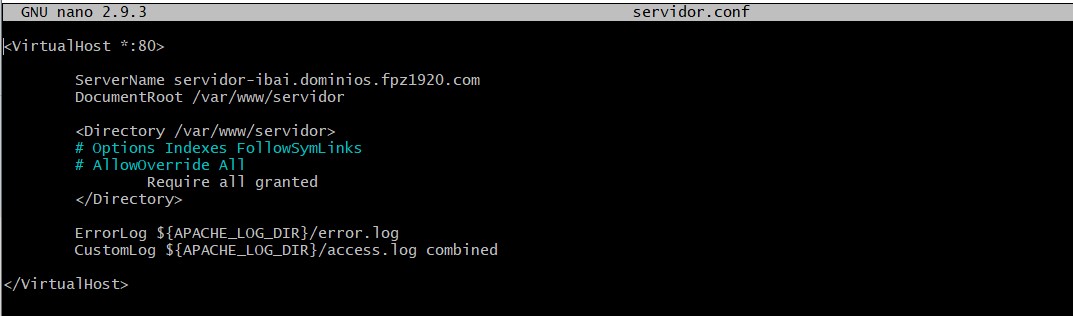 GNU nano 2.9.3 servidor.conf
<VirtualHost *:80>
ServerName servidor-ibai.dominios.fpz1920.com
DocumentRoot /var/www/servidor
<Directory /var/www/servidor>
# Options Indexes FollowSymLinks
# AllowOverride All
Require all granted
</Directory>
ErrorLog ${APACHE_LOG_DIR}/error.log
CustomLog ${APACHE_LOG_DIR}/access.log combined
</VirtualHost>